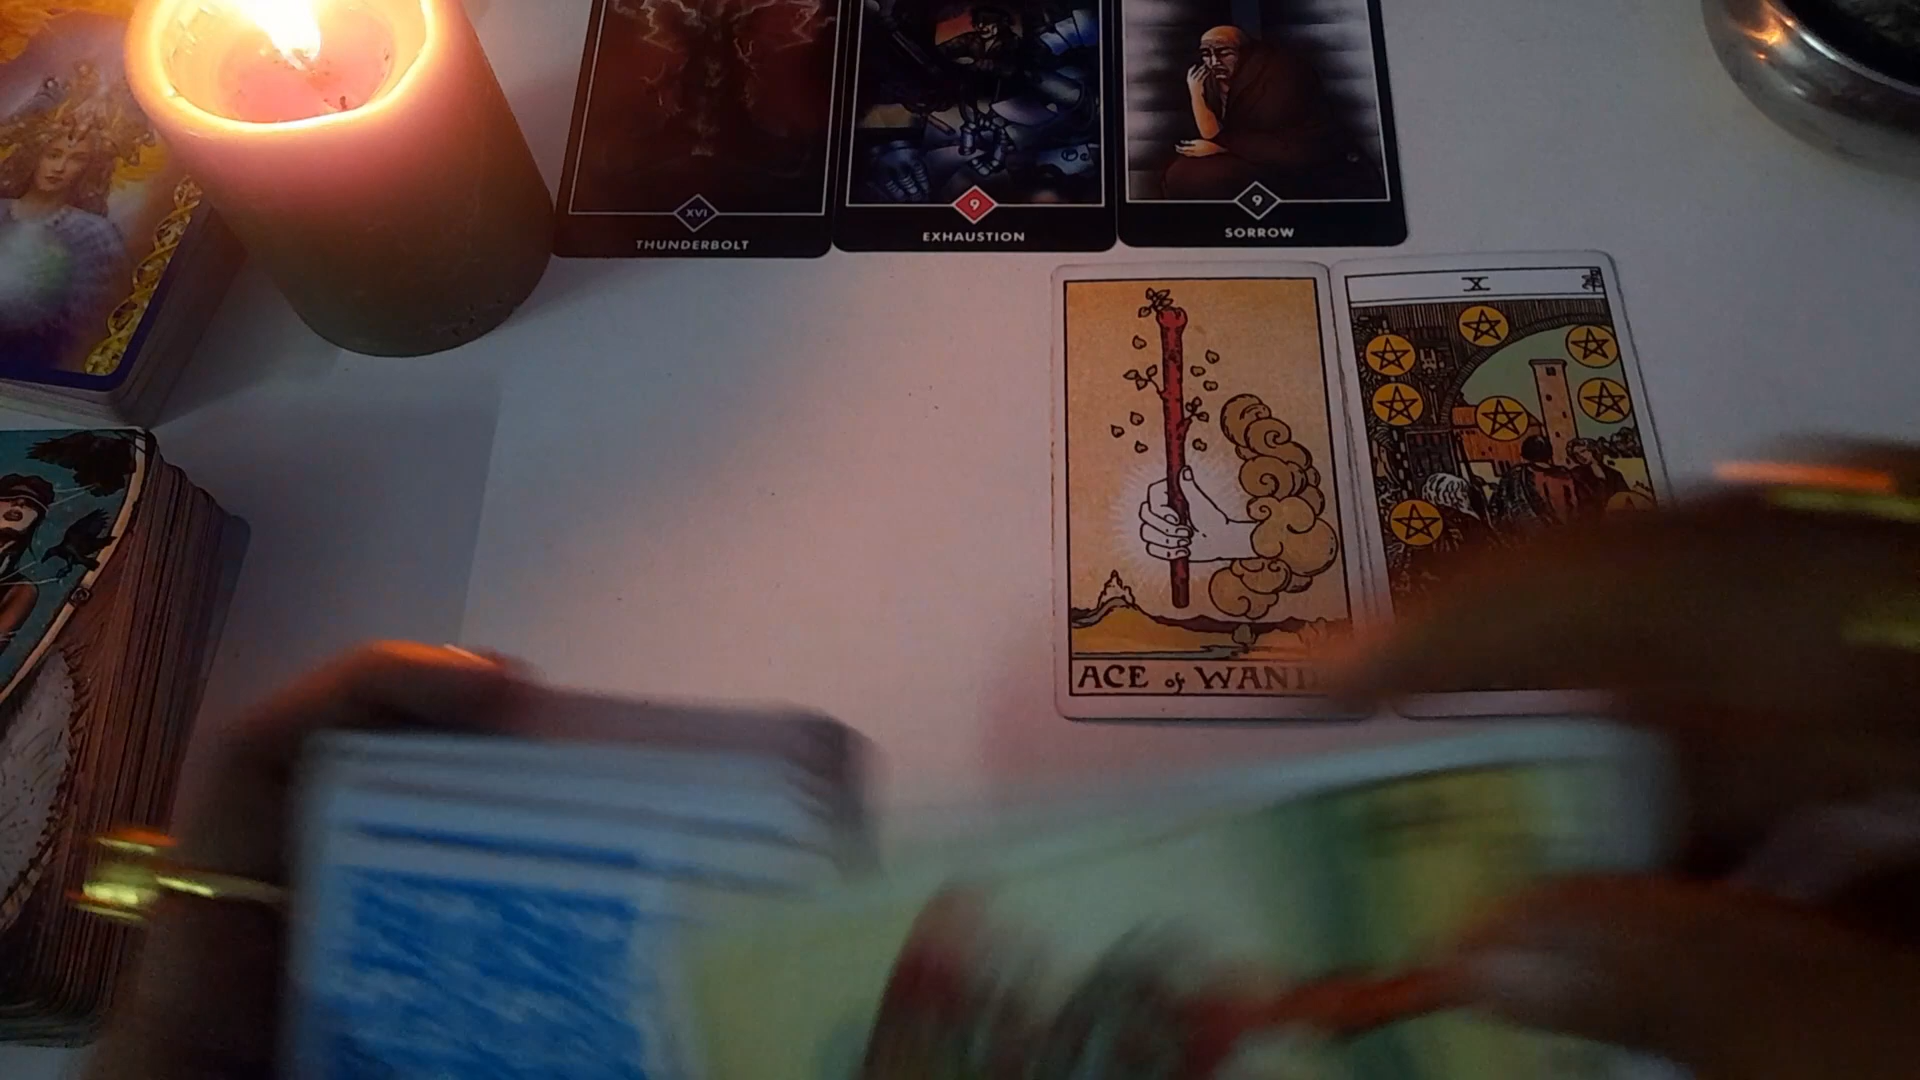 XVI
THUNDERBOLT
9
EXHAUSTION
9
SORROW
X
ACE of WAND